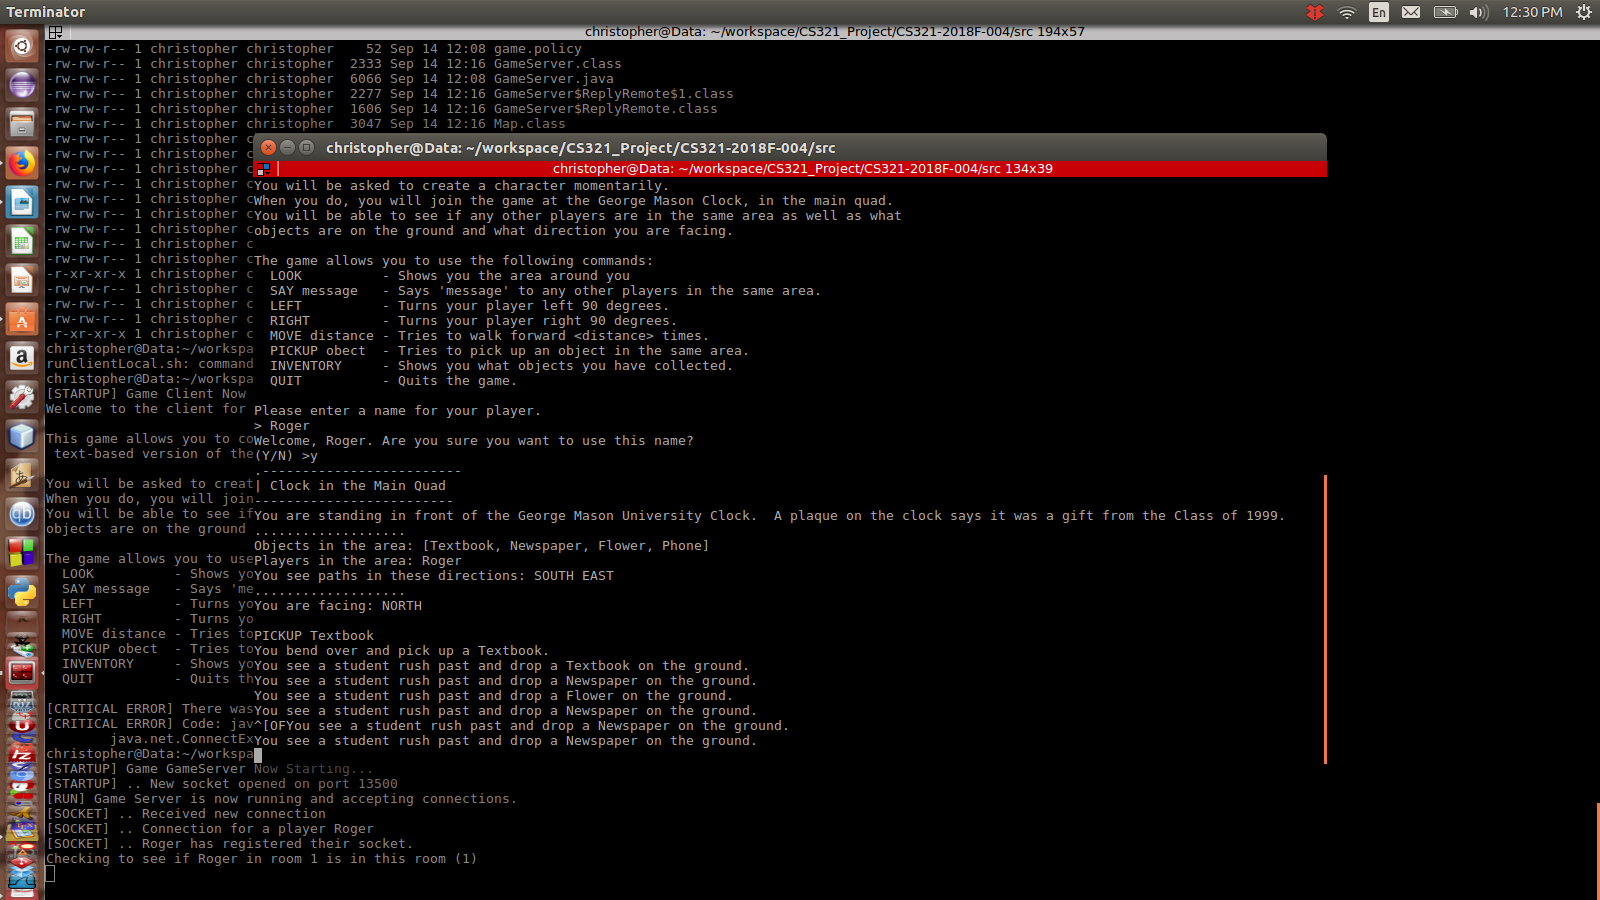 Terminator
En
12:30 PM
christopher@Data: ~/workspace/CS321_Project/CS321-2018F-004/src 194x57
-rw-rw-r-- 1 christopher christopher    52 Sep 14 12:08 game.policy
-rw-rw-r-- 1 christopher christopher  2333 Sep 14 12:16 GameServer.class
-rw-rw-r-- 1 christopher christopher  6066 Sep 14 12:08 GameServer.java
-rw-rw-r-- 1 christopher christopher  2277 Sep 14 12:16 GameServer$ReplyRemote$1.class
-rw-rw-r-- 1 christopher christopher  1606 Sep 14 12:16 GameServer$ReplyRemote.class
-rw-rw-r-- 1 christopher christopher  3047 Sep 14 12:16 Map.class
-rw-rw-r-- 1 christopher c
-rw-rw-r-- 1 christopher c
-rw-rw-r-- 1 christopher c
-rw-rw-r-- 1 christopher c
-rw-rw-r-- 1 christopher c
-rw-rw-r-- 1 christopher c
-rw-rw-r-- 1 christopher c
-rw-rw-r-- 1 christopher c
-rw-rw-r-- 1 christopher c
-r-xr-xr-x 1 christopher c
-rw-rw-r-- 1 christopher c
-rw-rw-r-- 1 christopher c
-rw-rw-r-- 1 christopher c
-r-xr-xr-x 1 christopher c
christopher@Data:~/workspa
runClientLocal.sh: command
christopher@Data:~/workspa
[STARTUP] Game Client Now
Welcome to the client for
This game allows you to co
 text-based version of the
You will be asked to creat
When you do, you will join
You will be able to see if
objects are on the ground
The game allows you to use
  LOOK          - Shows yo
  SAY message   - Says 'me
  LEFT          - Turns yo
  RIGHT         - Turns yo
  MOVE distance - Tries to
  PICKUP obect  - Tries to
  INVENTORY     - Shows yo
  QUIT          - Quits th
[CRITICAL ERROR] There was
[CRITICAL ERROR] Code: jav
        java.net.ConnectEx
christopher@Data:~/workspa
[STARTUP] Game GameServer Now Starting...
[STARTUP] .. New socket opened on port 13500
[RUN] Game Server is now running and accepting connections.
[SOCKET] .. Received new connection
[SOCKET] .. Connection for a player Roger
[SOCKET] .. Roger has registered their socket.
Checking to see if Roger in room 1 is in this room (1)
christopher@Data: ~/workspace/CS321_Project/CS321-2018F-004/src
christopher@Data: ~/workspace/CS321_Project/CS321-2018F-004/src 134x39
You will be asked to create a character momentarily.
When you do, you will join the game at the George Mason Clock, in the main quad.
You will be able to see if any other players are in the same area as well as what
objects are on the ground and what direction you are facing.
The game allows you to use the following commands:
  LOOK          - Shows you the area around you
  SAY message   - Says 'message' to any other players in the same area.
  LEFT          - Turns your player left 90 degrees.
  RIGHT         - Turns your player right 90 degrees.
  MOVE distance - Tries to walk forward <distance> times.
  PICKUP obect  - Tries to pick up an object in the same area.
  INVENTORY     - Shows you what objects you have collected.
  QUIT          - Quits the game.
Please enter a name for your player.
> Roger
Welcome, Roger. Are you sure you want to use this name?
(Y/N) >y
.-------------------------
| Clock in the Main Quad
-------------------------
You are standing in front of the George Mason University Clock.  A plaque on the clock says it was a gift from the Class of 1999.
...................
Objects in the area: [Textbook, Newspaper, Flower, Phone]
Players in the area: Roger
You see paths in these directions: SOUTH EAST
...................
You are facing: NORTH
PICKUP Textbook
You bend over and pick up a Textbook.
You see a student rush past and drop a Textbook on the ground.
You see a student rush past and drop a Newspaper on the ground.
You see a student rush past and drop a Flower on the ground.
You see a student rush past and drop a Newspaper on the ground.
^[OFYou see a student rush past and drop a Newspaper on the ground.
You see a student rush past and drop a Newspaper on the ground.